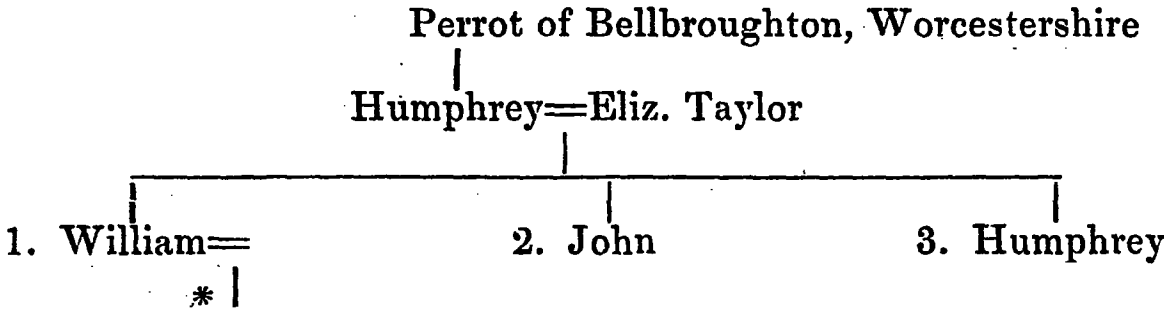 Perrot of Bellbroughton, Worcestershire
Humphrey=Eliz. Taylor
1. William= 2. John 3. Humphrey
*